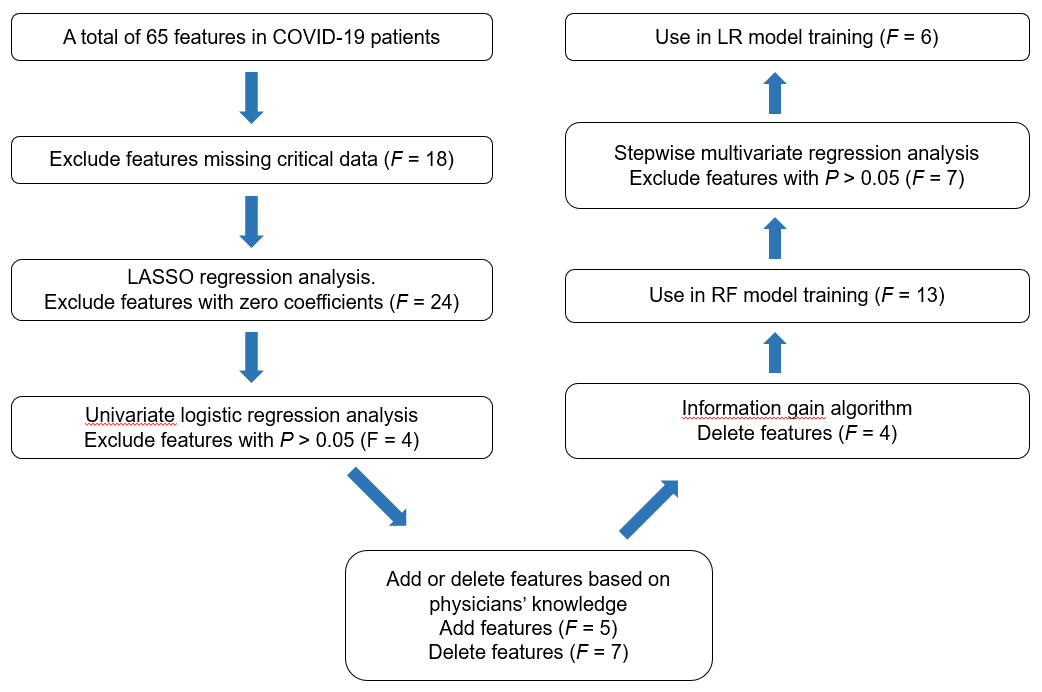 A total of 65 features in COVID-19 patients
Exclude features missing critical data (F = 18)
LASSO regression analysis.
Exclude features with zero coefficients (F = 24)
Univariate logistic regression analysis
Exclude features with P > 0.05 (F = 4)
Add or delete features based on
physicians’ knowledge
Add features (F = 5)
Delete features (F = 7)
Information gain algorithm
Delete features (F = 4)
Use in RF model training (F = 13)
Stepwise multivariate regression analysis
Exclude features with P > 0.05 (F = 7)
Use in LR model training (F = 6)